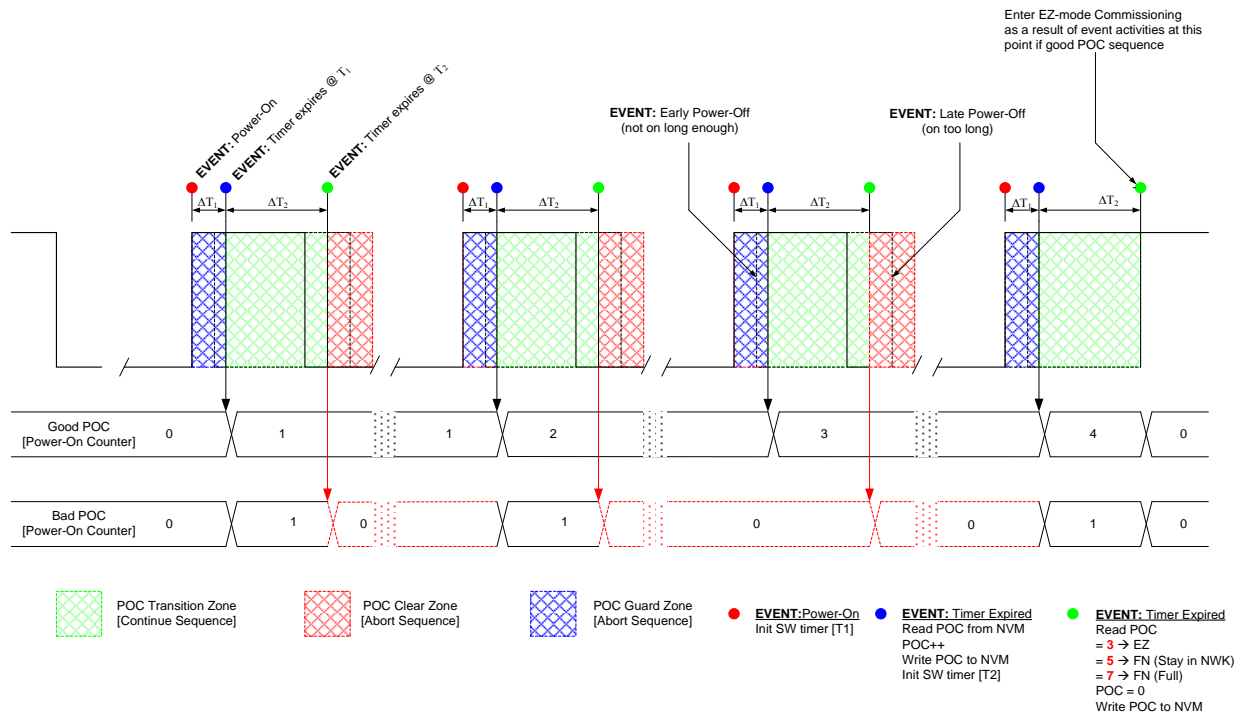 Enter EZ-mode Commissioning
as a result of event activities at this
point if good POC sequence
EVENT: Power-On
EVENT: Timer expires @ T1
EVENT: Timer expires @ T2
EVENT: Early Power-Off
(not on long enough)
EVENT: Late Power-Off
(on too long)
ΔT1 ΔT2 ΔT1 ΔT2 ΔT1 ΔT2 ΔT1 ΔT2
Good POC
[Power-On Counter]
0 1 1 2 3 4 0
Bad POC
[Power-On Counter]
0 1 0 1 0 0 1 0
POC Transition Zone
[Continue Sequence]
POC Clear Zone
[Abort Sequence]
POC Guard Zone
[Abort Sequence]
EVENT:Power-On
Init SW timer [T1]
EVENT: Timer Expired
Read POC from NVM
POC++
Write POC to NVM
Init SW timer [T2]
EVENT: Timer Expired
Read POC
= 3 → EZ
= 5 → FN (Stay in NWK)
= 7 → FN (Full)
POC = 0
Write POC to NVM